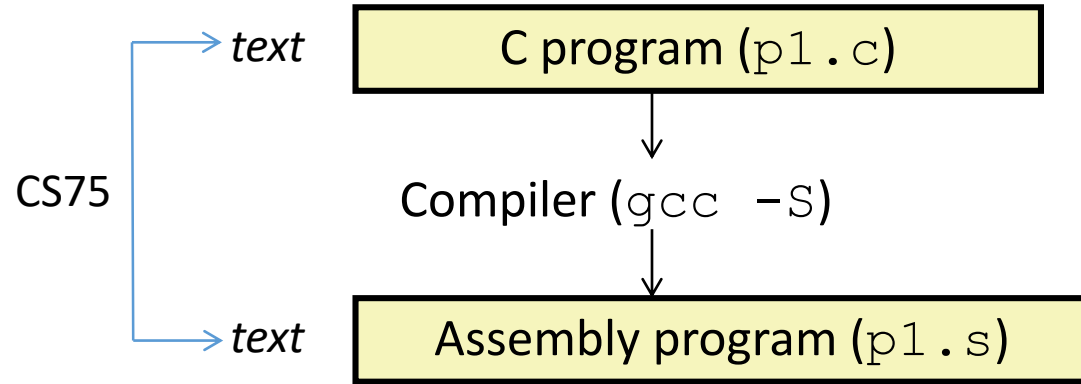 text C program (p1.c)
CS75
Compiler (gcc -S)
text Assembly program (p1.s)